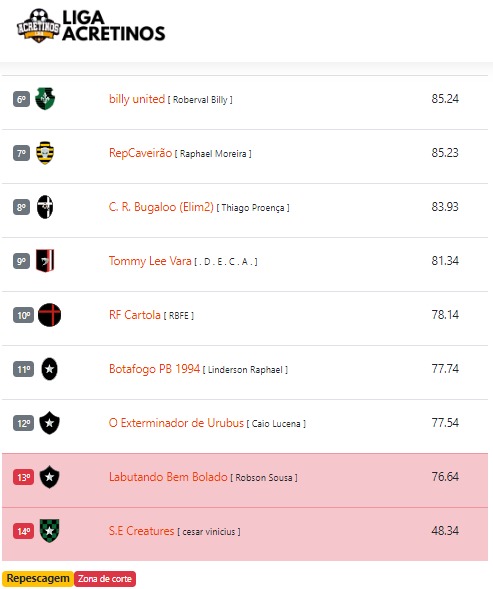 ACRETINOS
LIGA
ACRETINOS
6º billy united [ Roberval Billy ] 85.24
7º RepCaveirão [ Raphael Moreira ] 85.23
8º C. R. Bugaloo (Elim2) [ Thiago Proença ] 83.93
9º Tommy Lee Vara [ . D . E . C . A . ] 81.34
10º RF Cartola [ RBFE ] 78.14
11º Botafogo PB 1994 [ Linderson Raphael ] 77.74
12º O Exterminador de Urubus [ Caio Lucena ] 77.54
13º Labutando Bem Bolado [ Robson Sousa ] 76.64
14º S.E Creatures [ cesar vinicius ] 48.34
Repescagem Zona de corte